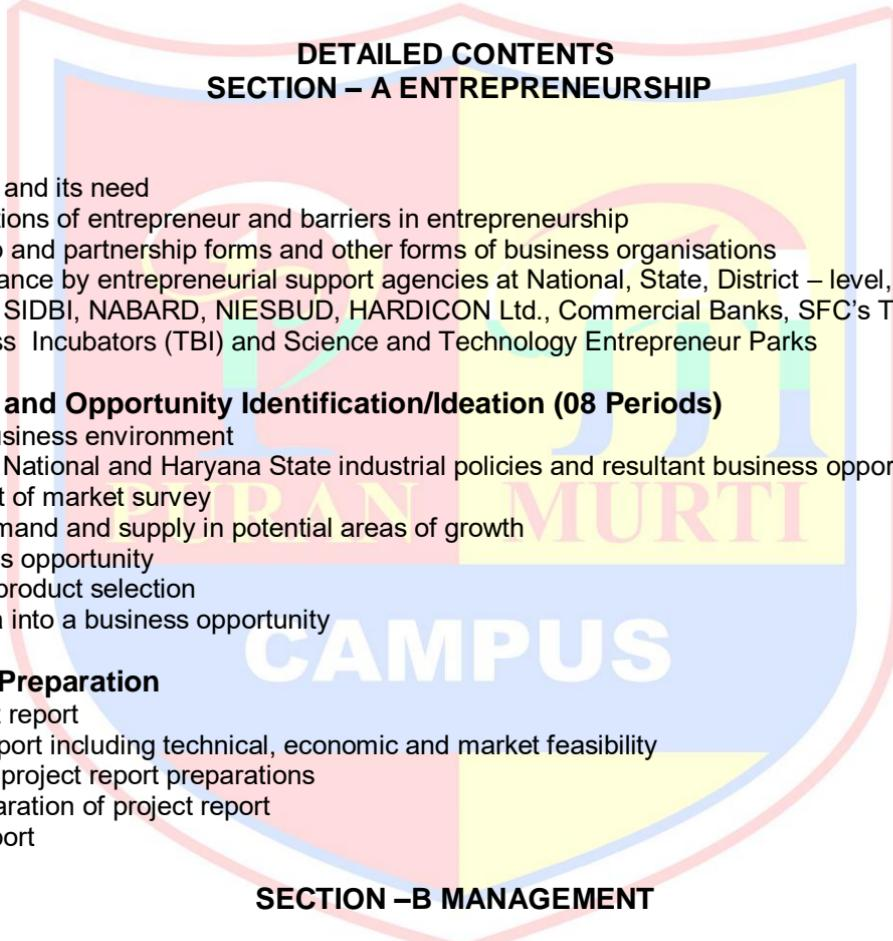 DETAILED CONTENTS
SECTION – A ENTREPRENEURSHIP
and its need
tions of entrepreneur and barriers in entrepreneurship
and partnership forms and other forms of business organisations
ance by entrepreneurial support agencies at National, State, District – level,
SIDBI, NABARD, NIESBUD, HARDICON Ltd., Commercial Banks, SFC's T
ss Incubators (TBI) and Science and Technology Entrepreneur Parks
and Opportunity Identification/Ideation (08 Periods)
usiness environment
National and Haryana State industrial policies and resultant business oppor
t of market survey
mand and supply in potential areas of growth
s opportunity
product selection
into a business opportunity
PURAN MURTI
CAMPUS
Preparation
t report
port including technical, economic and market feasibility
project report preparations
aration of project report
port
SECTION –B MANAGEMENT